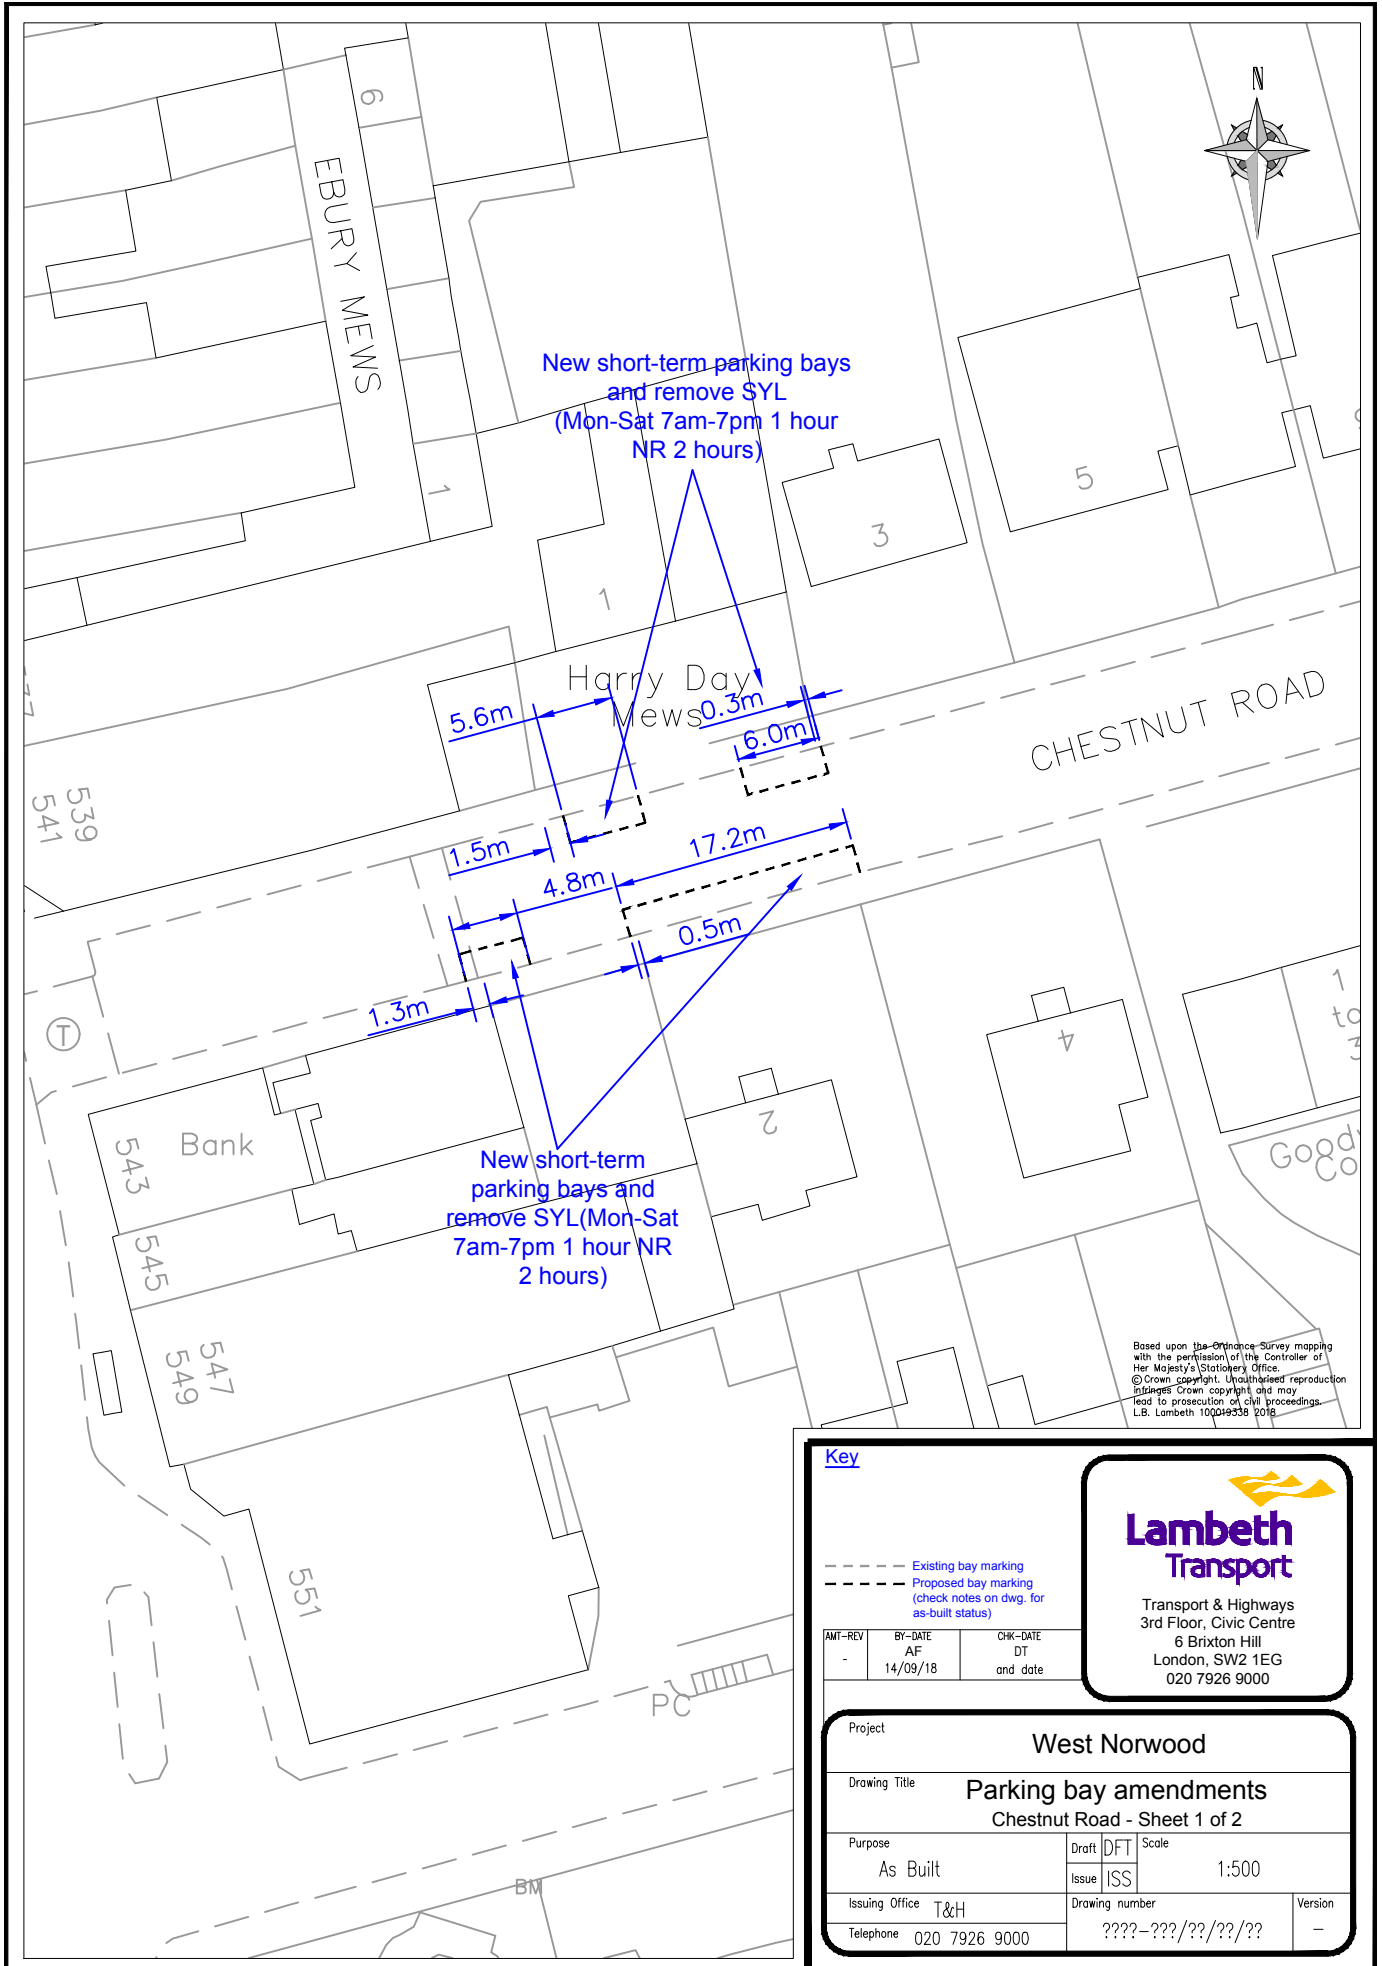 N
6
EBURY MEWS
New short-term parking bays
and remove SYL
(Mon-Sat 7am-7pm 1 hour
NR 2 hours)
1
5
3
1
Harry Day
Mews
CHESTNUT ROAD
5.6m
0.3m
6.0m
539
541
1.5m
17.2m
4.8m
0.5m
1.3m
T
1
to
4
2
Bank
543
545
547
549
551
New short-term
parking bays and
remove SYL(Mon-Sat
7am-7pm 1 hour NR
2 hours)
Based upon the Ordnance Survey mapping
with the permission of the Controller of
Her Majesty's Stationery Office.
© Crown copyright. Unauthorised reproduction
infringes Crown copyright and may
lead to prosecution or civil proceedings.
L.B. Lambeth 100019338 2018
PC
BM
Key
Existing bay marking
Proposed bay marking
(check notes on dwg. for
as-built status)
AMT-REV BY-DATE CHK-DATE
- AF DT
14/09/18 and date
Lambeth
Transport
Transport & Highways
3rd Floor, Civic Centre
6 Brixton Hill
London, SW2 1EG
020 7926 9000
Project
West Norwood
Drawing Title Parking bay amendments
Chestnut Road - Sheet 1 of 2
Purpose
As Built
Draft DFT
Issue ISS
Scale
1:500
Issuing Office T&H
Telephone 020 7926 9000
Drawing number
????-???/??/??/??
Version
-